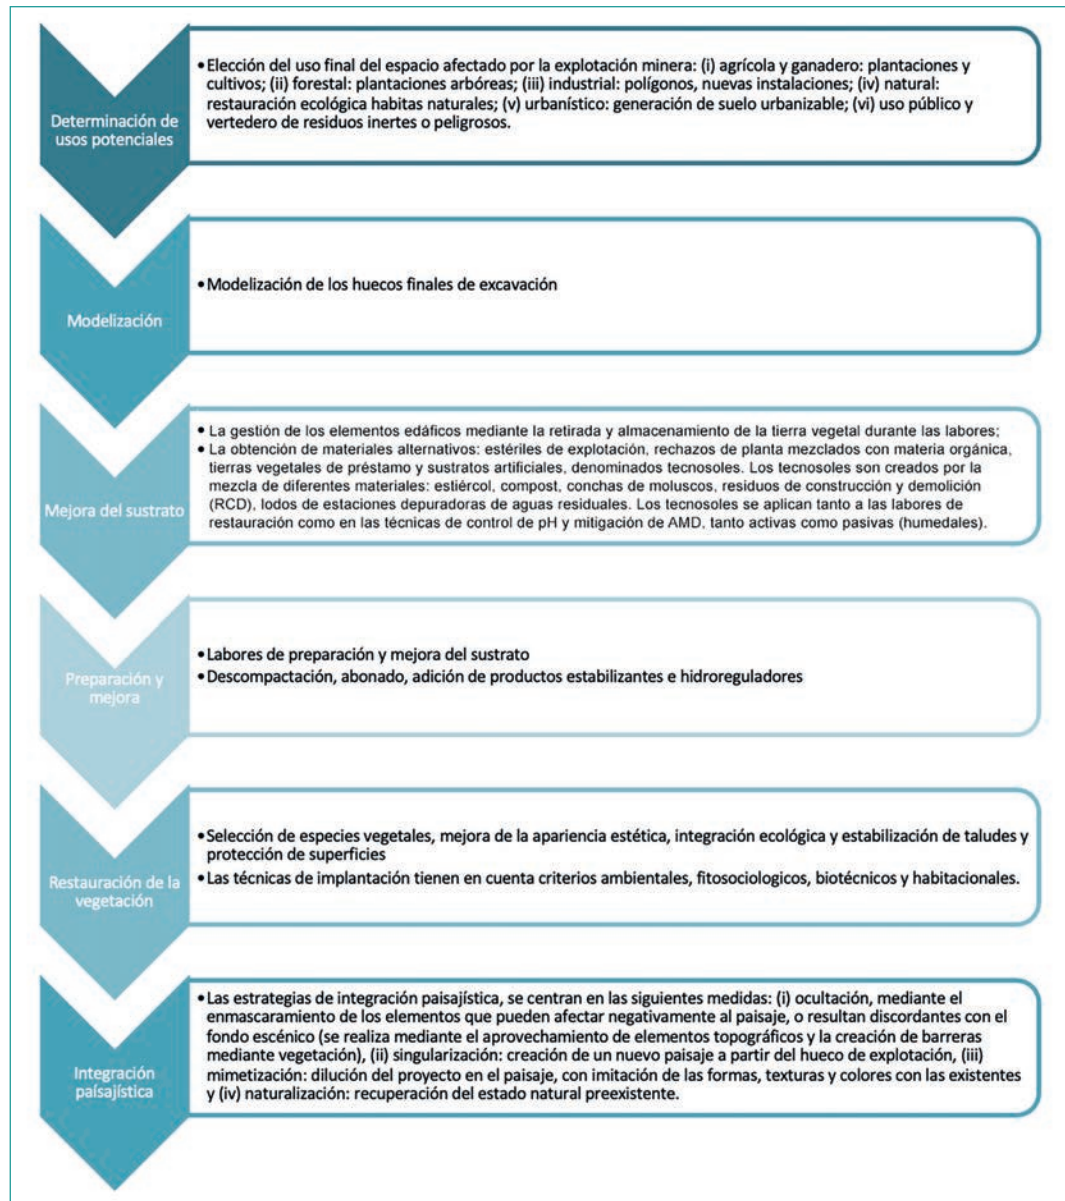 Determinación de
usos potenciales
•Elección del uso final del espacio afectado por la explotación minera: (i) agrícola y ganadero: plantaciones y
cultivos; (ii) forestal: plantaciones arbóreas; (iii) industrial: polígonos, nuevas instalaciones; (iv) natural:
restauración ecológica habitas naturales; (v) urbanístico: generación de suelo urbanizable; (vi) uso público y
vertedero de residuos inertes o peligrosos.
Modelización
•Modelización de los huecos finales de excavación
Mejora del sustrato
• La gestión de los elementos edáficos mediante la retirada y almacenamiento de la tierra vegetal durante las labores;
• La obtención de materiales alternativos: estériles de explotación, rechazos de planta mezclados con materia orgánica,
tierras vegetales de préstamo y sustratos artificiales, denominados tecnosoles. Los tecnosoles son creados por la
mezcla de diferentes materiales: estiércol, compost, conchas de moluscos, residuos de construcción y demolición
(RCD), lodos de estaciones depuradoras de aguas residuales. Los tecnosoles se aplican tanto a las labores de
restauración como en las técnicas de control de pH y mitigación de AMD, tanto activas como pasivas (humedales).
Preparación y
mejora
•Labores de preparación y mejora del sustrato
•Descompactación, abonado, adición de productos estabilizantes e hidroreguladores
Restauración de la
vegetación
•Selección de especies vegetales, mejora de la apariencia estética, integración ecológica y estabilización de taludes y
protección de superficies
•Las técnicas de implantación tienen en cuenta criterios ambientales, fitosociologicos, biotécnicos y habitacionales.
Integración
paísajística
•Las estrategias de integración paisajística, se centran en las siguientes medidas: (i) ocultación, mediante el
enmascaramiento de los elementos que pueden afectar negativamente al paisaje, o resultan discordantes con el
fondo escénico (se realiza mediante el aprovechamiento de elementos topográficos y la creación de barreras
mediante vegetación), (ii) singularización: creación de un nuevo paisaje a partir del hueco de explotación, (iii)
mimetización: dilución del proyecto en el paisaje, con imitación de las formas, texturas y colores con las existentes
y (iv) naturalización: recuperación del estado natural preexistente.